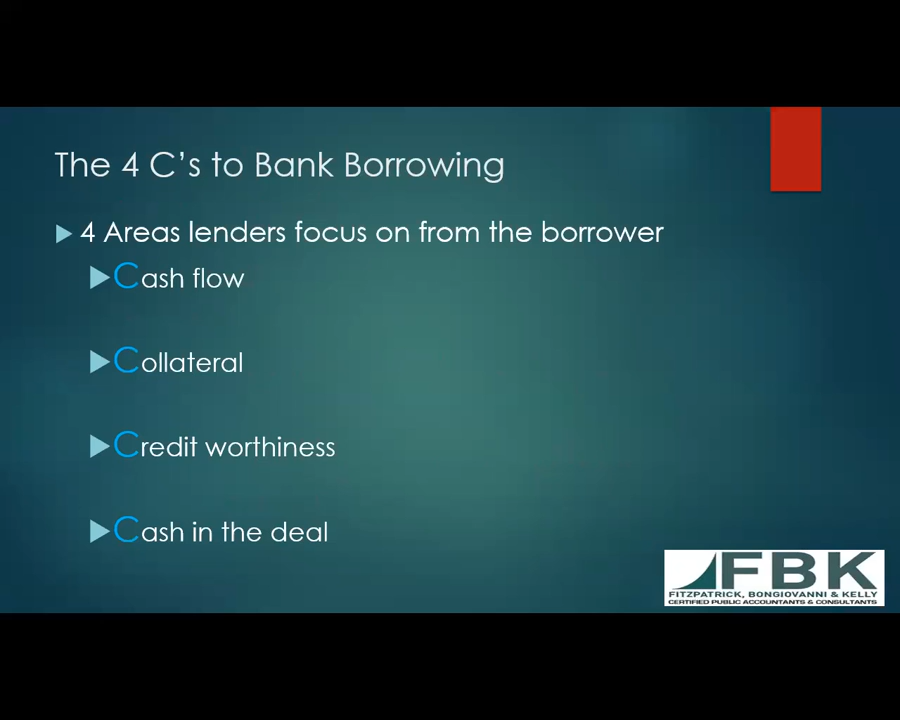 The 4 C's to Bank Borrowing
4 Areas lenders focus on from the borrower
Cash flow
Collateral
Credit worthiness
Cash in the deal
FBK
FITZPATRICK, BONGIOVANNI & KELLY
CERTIFIED PUBLIC ACCOUNTANTS & CONSULTANTS